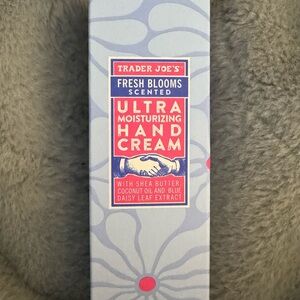 TRADER JOE'S
FRESH BLOOMS
SCENTED
ULTRA
MOISTURIZING
HAND
CREAM
WITH SHEA BUTTER,
COCONUT OIL AND BLUE
DAISY LEAF EXTRACT